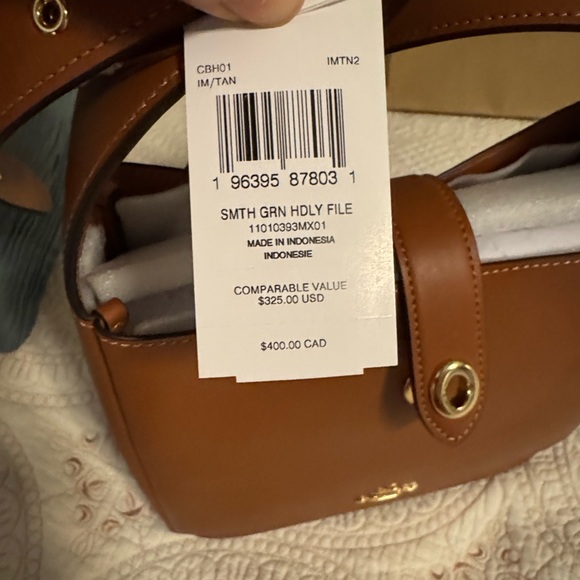 CBH01 IMTN2
IM/TAN
1 96395 87803 1
SMTH GRN HDLY FILE
11010393MX01
MADE IN INDONESIA
INDONESIE
COMPARABLE VALUE
$325.00 USD
$400.00 CAD